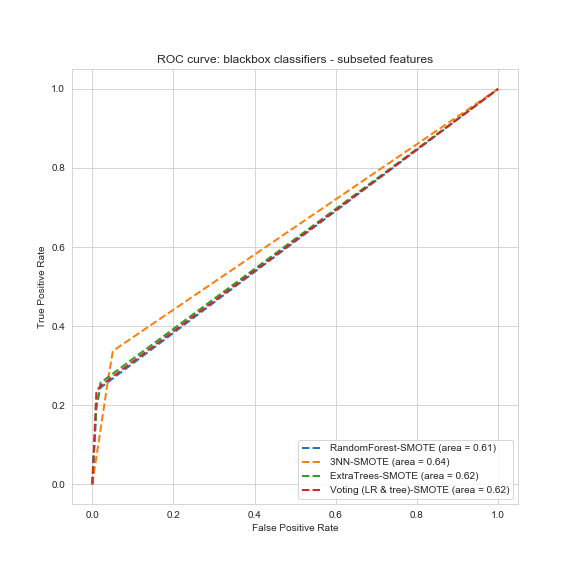 ROC curve: blackbox classifiers - subseted features
True Positive Rate
1.0
0.8
0.6
0.4
0.2
0.0
RandomForest-SMOTE (area = 0.61)
3NN-SMOTE (area = 0.64)
ExtraTrees-SMOTE (area = 0.62)
Voting (LR & tree)-SMOTE (area = 0.62)
0.0 0.2 0.4 0.6 0.8 1.0
False Positive Rate